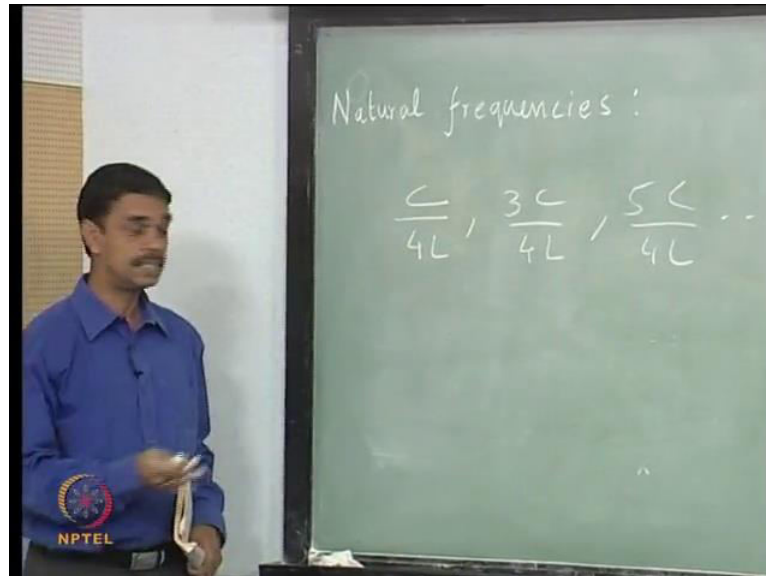 Natural frequencies :
C/4L , 3C/4L , 5C/4L ..
NPTEL